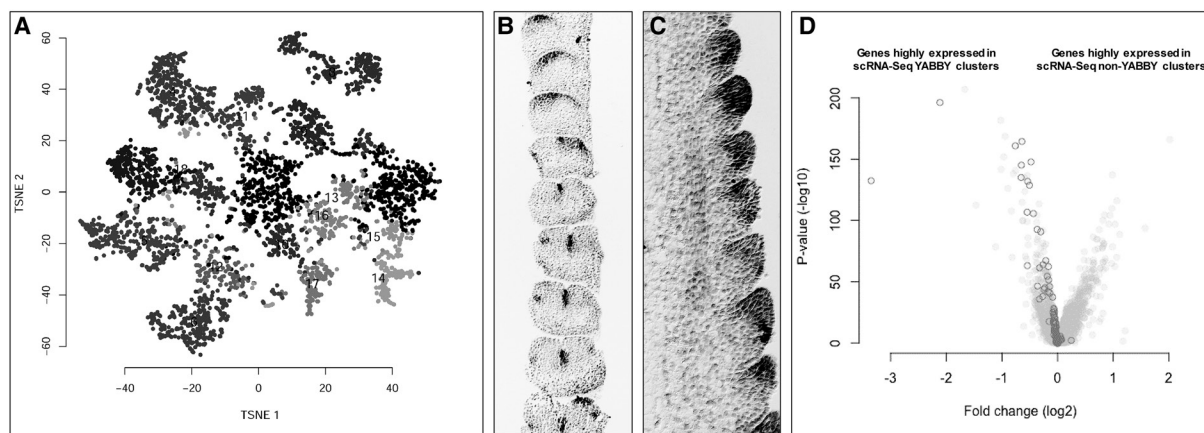 A
B
C
D
60
40
20
0
−20
−40
−60
TSNE 2
11
18
13
16
15
14
17
12
−40
−20
0
20
40
TSNE 1
Genes highly expressed in
scRNA-Seq YABBY clusters
Genes highly expressed in
scRNA-Seq non-YABBY clusters
200
150
100
50
0
P-value (-log10)
-3
-2
-1
0
1
2
Fold change (log2)